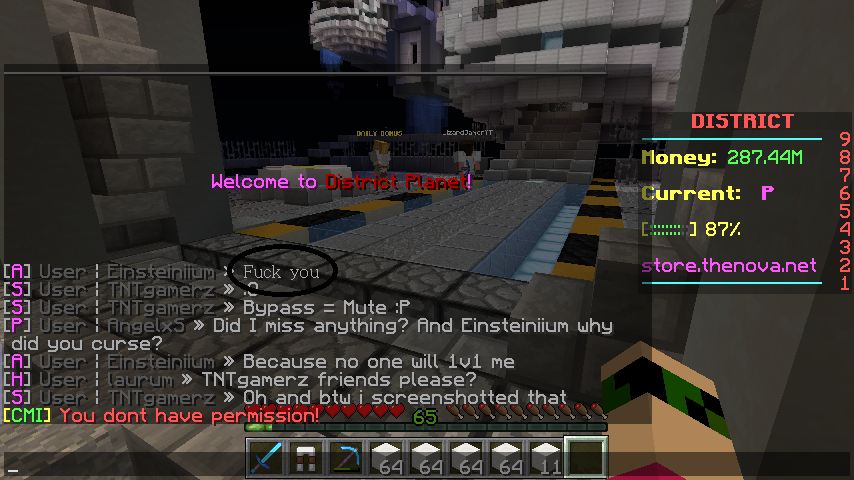 DISTRICT
9
Money: 287.44M
8
7
Current: P
6
5
[::::::: ] 87%
4
3
store.thenova.net
2
1
DAILY BONUS
LizardJamerYT
Welcome to District Planet!
[A] User ¦ Einsteiniium » Fuck you
[S] User ¦ TNTgamerz »
[S] User ¦ TNTgamerz » Bypass = Mute :P
[P] User ¦ AngelxS » Did I miss anything? And Einsteiniium why
did you curse?
[A] User ¦ Einsteiniium » Because no one will 1v1 me
[H] User ¦ laurum » TNTgamerz friends please?
[S] User ¦ TNTgamerz » Oh and btw i screenshotted that
[CMI] You dont have permission!
65
64 64 64 64 11
_